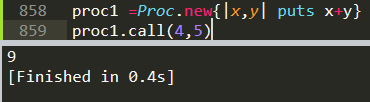 858 proc1 =Proc.new{|x,y| puts x+y}
859 proc1.call(4,5)
9
[Finished in 0.4s]